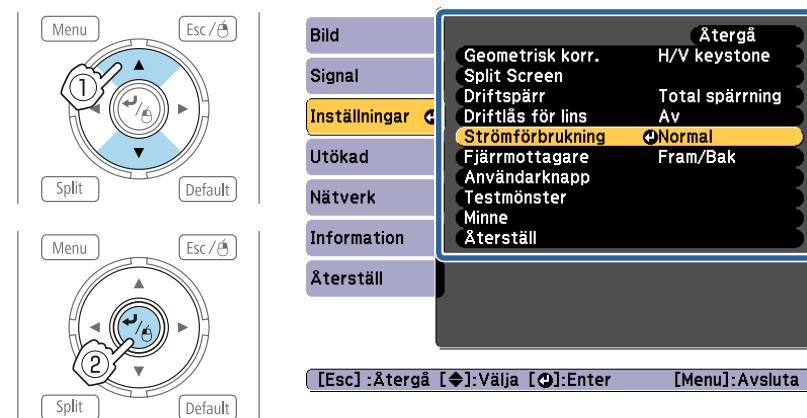 Menu Esc/
1
Split Default
Menu Esc/
2
Split Default
Bild
Signal
Inställningar
Utökad
Nätverk
Information
Återställ
Återgå
Geometrisk korr. H/V keystone
Split Screen
Driftspärr Total spärrning
Driftlås för lins Av
Strömförbrukning Normal
Fjärrmottagare Fram/Bak
Användarknapp
Testmönster
Minne
Återställ
[Esc] :Återgå [◆]:Välja [⏎]:Enter [Menu]:Avsluta